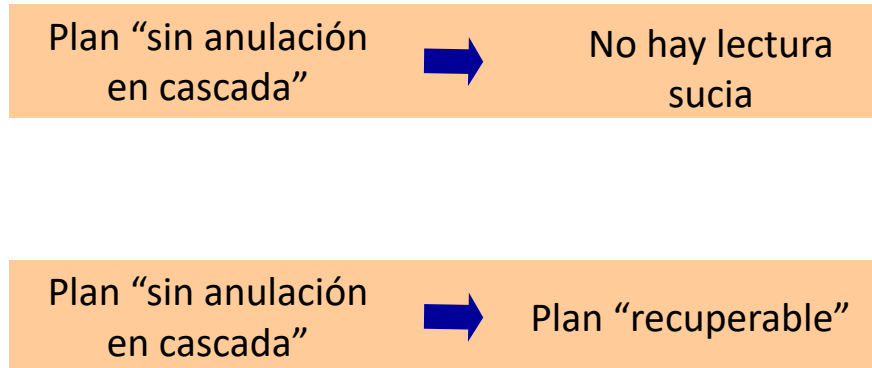 Plan “sin anulación
en cascada”
No hay lectura
sucia
Plan “sin anulación
en cascada”
Plan “recuperable”